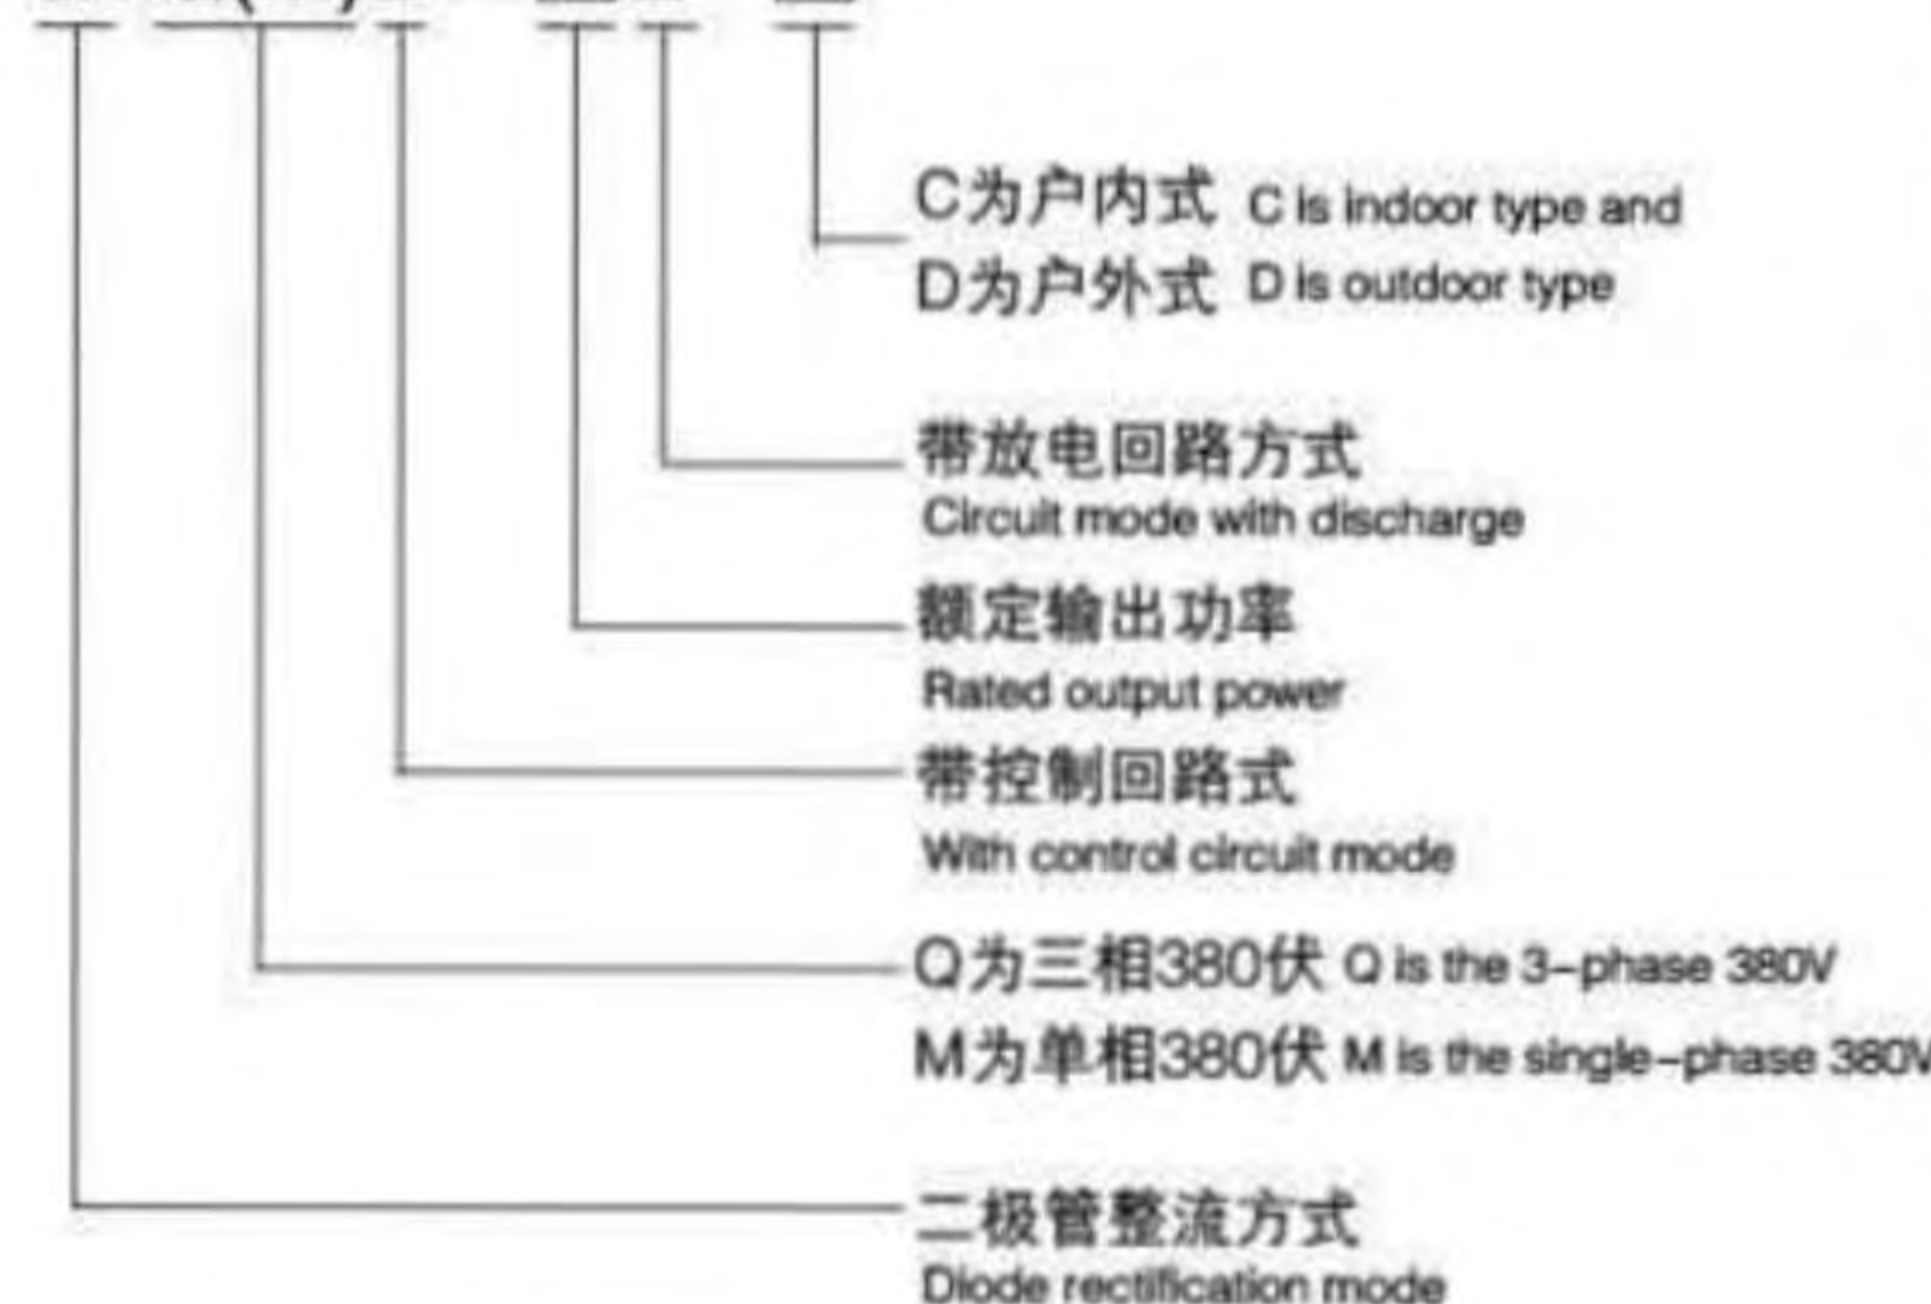 C为户内式 C is indoor type and
D为户外式 D is outdoor type
带放电回路方式
Circuit mode with discharge
额定输出功率
Rated output power
带控制回路式
With control circuit mode
Q为三相380伏 Q is the 3-phase 380V
M为单相380伏 M is the single-phase 380V
二极管整流方式
Diode rectification mode